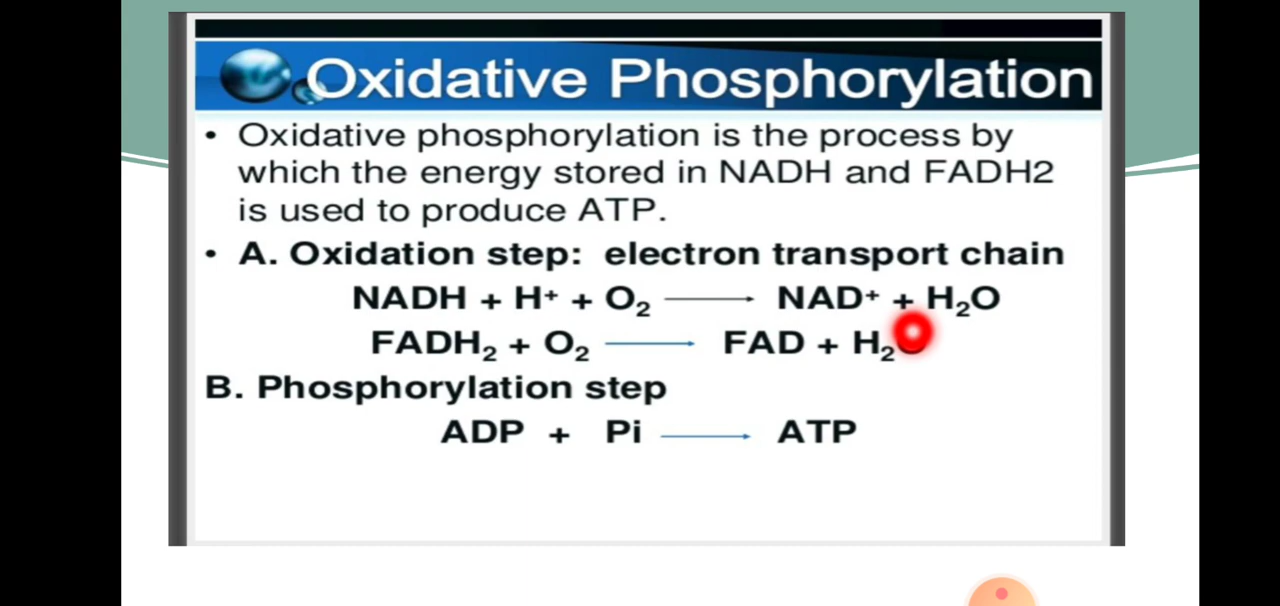 Oxidative Phosphorylation
• Oxidative phosphorylation is the process by
which the energy stored in NADH and FADH2
is used to produce ATP.
• A. Oxidation step: electron transport chain
NADH + H⁺ + O₂ ⟶ NAD⁺ + H₂O
FADH₂ + O₂ ⟶ FAD + H₂O
B. Phosphorylation step
ADP + Pi ⟶ ATP